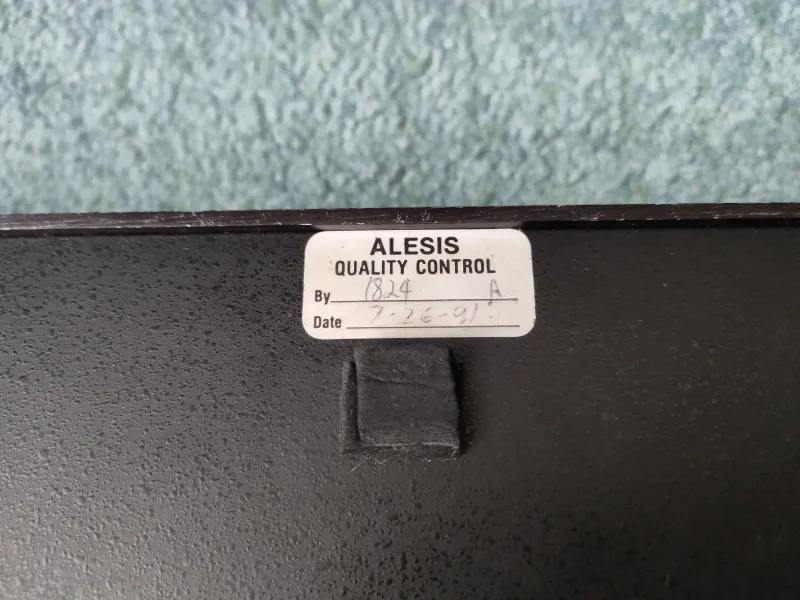 ALESIS
QUALITY CONTROL
By 1824 A
Date 7-26-91